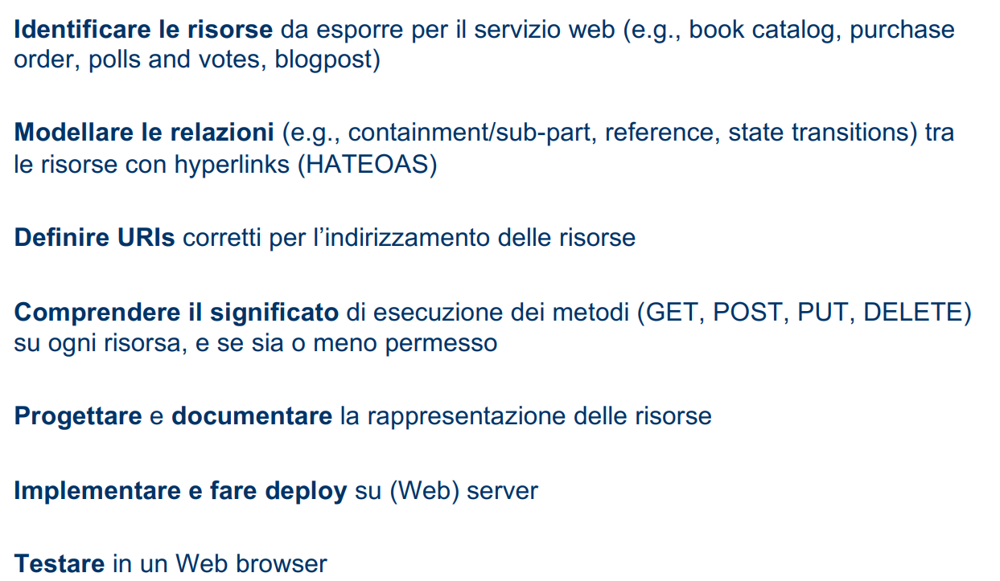 Identificare le risorse da esporre per il servizio web (e.g., book catalog, purchase
order, polls and votes, blogpost)
Modellare le relazioni (e.g., containment/sub-part, reference, state transitions) tra
le risorse con hyperlinks (HATEOAS)
Definire URIs corretti per l’indirizzamento delle risorse
Comprendere il significato di esecuzione dei metodi (GET, POST, PUT, DELETE)
su ogni risorsa, e se sia o meno permesso
Progettare e documentare la rappresentazione delle risorse
Implementare e fare deploy su (Web) server
Testare in un Web browser